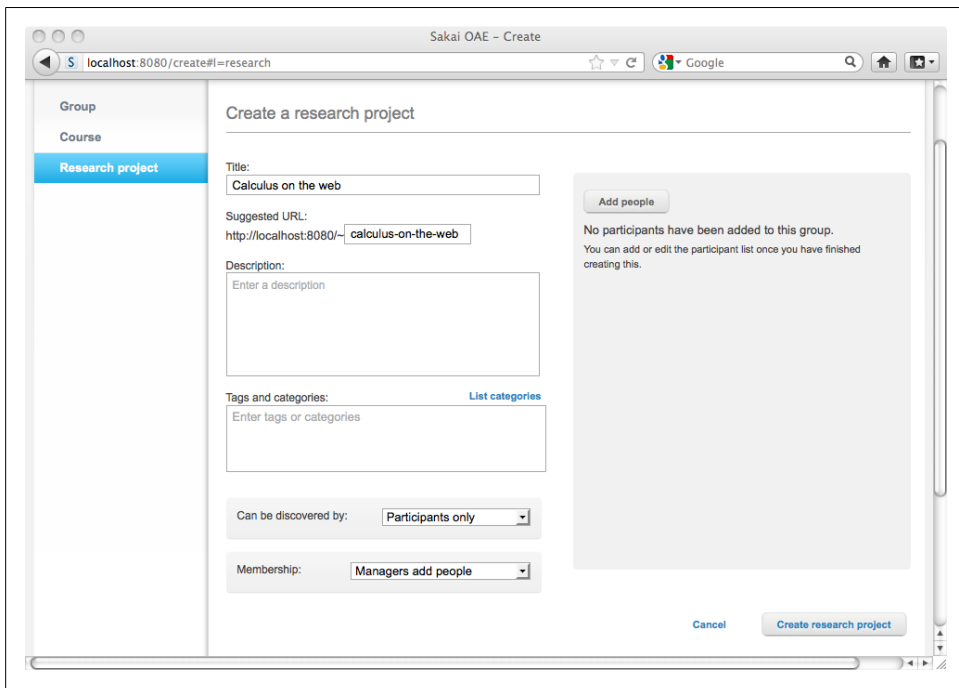 Sakai OAE – Create
S localhost:8080/create#l=research
Google
Group
Course
Research project
Create a research project
Title:
Calculus on the web
Suggested URL:
http://localhost:8080/~ calculus-on-the-web
Description:
Enter a description
Tags and categories: List categories
Enter tags or categories
Can be discovered by: Participants only
Membership: Managers add people
Add people
No participants have been added to this group.
You can add or edit the participant list once you have finished
creating this.
Cancel Create research project